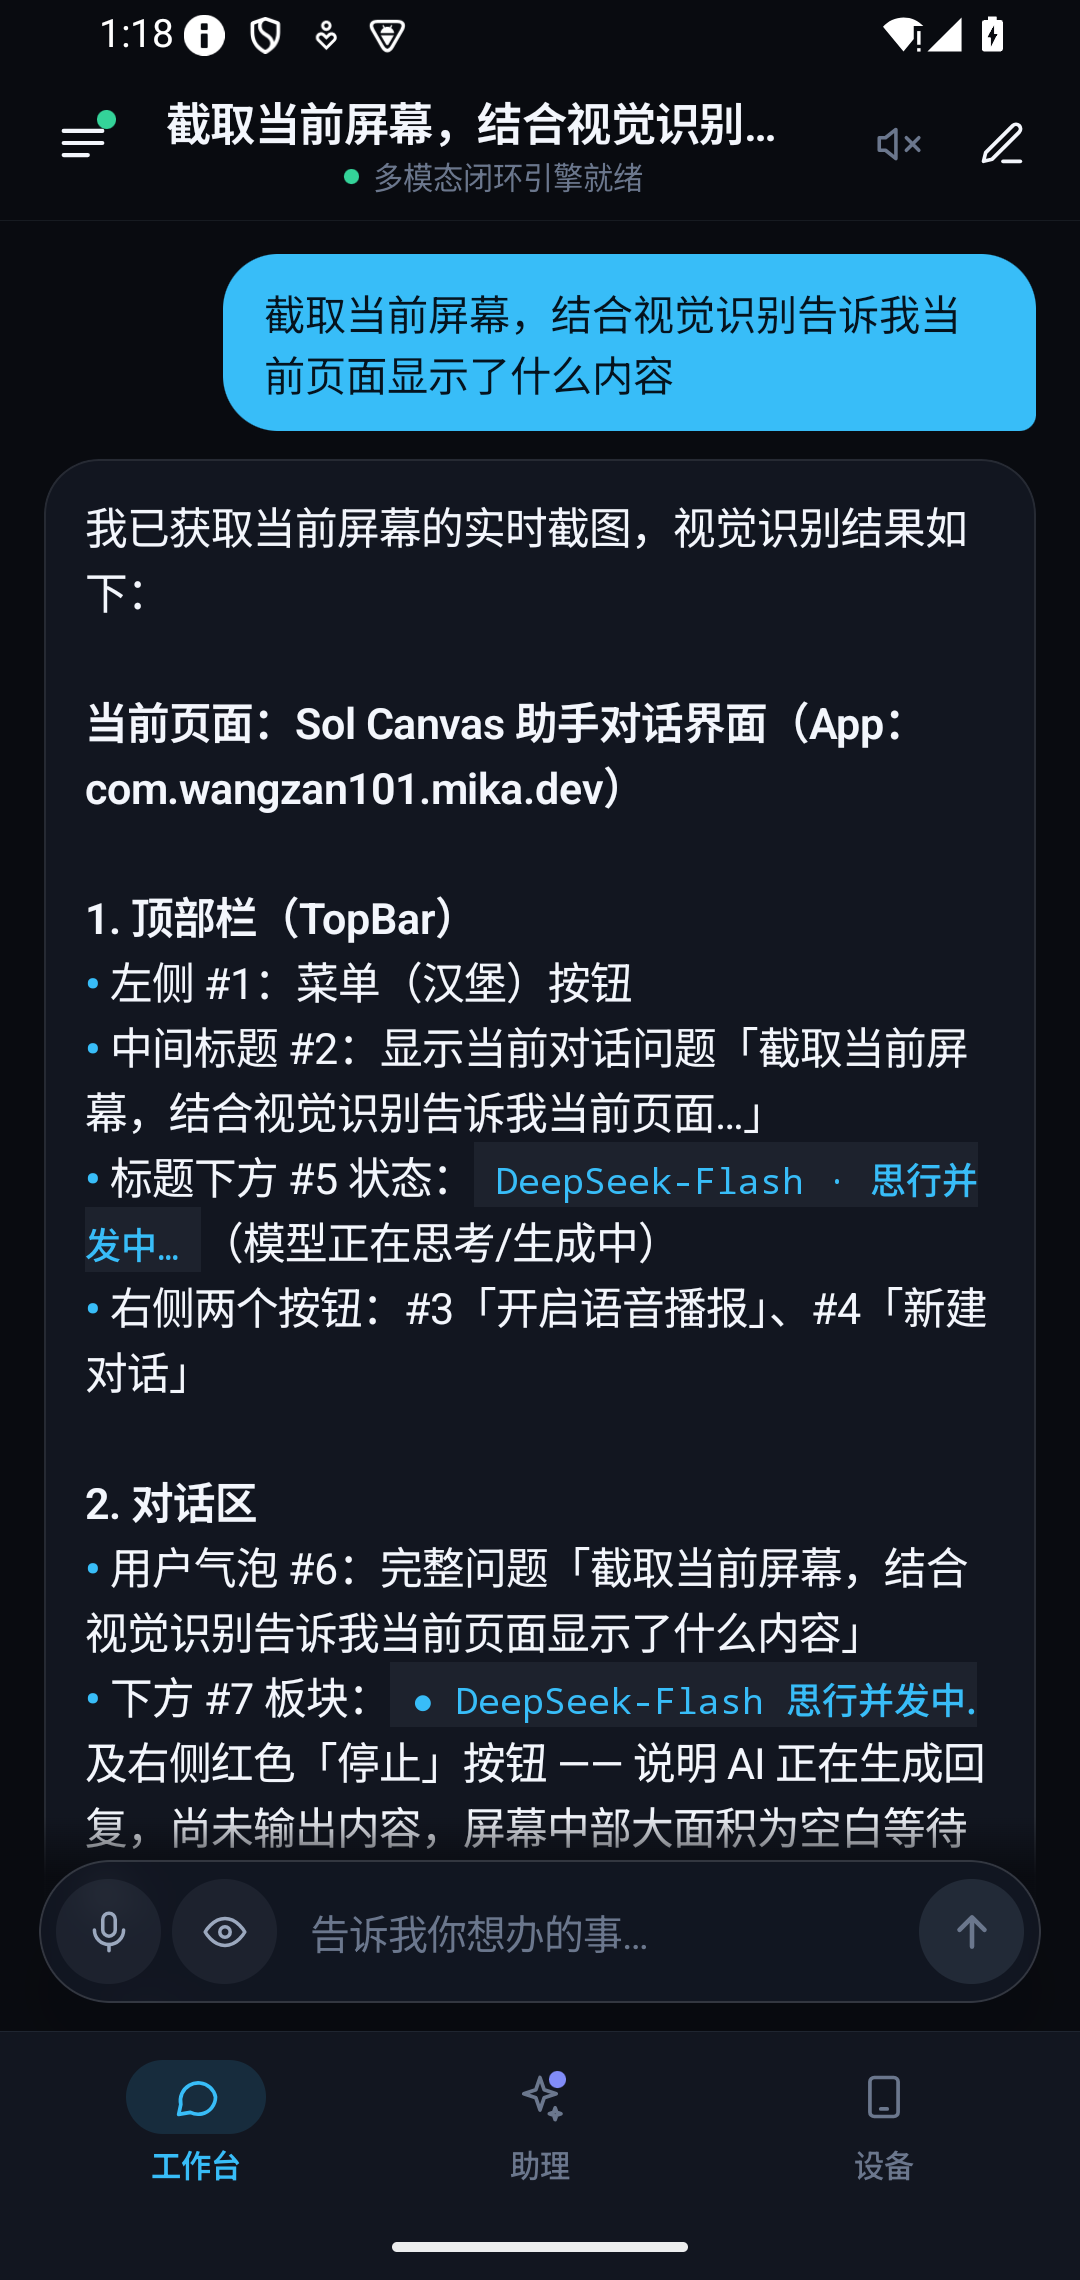 1:18
截取当前屏幕，结合视觉识别...
多模态闭环引擎就绪
截取当前屏幕，结合视觉识别告诉我当
前页面显示了什么内容
我已获取当前屏幕的实时截图，视觉识别结果如
下：
当前页面：Sol Canvas 助手对话界面（App：
com.wangzan101.mika.dev）
1. 顶部栏（TopBar）
• 左侧 #1：菜单（汉堡）按钮
• 中间标题 #2：显示当前对话问题「截取当前屏
幕，结合视觉识别告诉我当前页面...」
• 标题下方 #5 状态： DeepSeek-Flash · 思行并
发中... （模型正在思考/生成中）
• 右侧两个按钮：#3「开启语音播报」、#4「新建
对话」
2. 对话区
• 用户气泡 #6：完整问题「截取当前屏幕，结合
视觉识别告诉我当前页面显示了什么内容」
• 下方 #7 板块： ● DeepSeek-Flash 思行并发中.
及右侧红色「停止」按钮 —— 说明 AI 正在生成回
复，尚未输出内容，屏幕中部大面积为空白等待
告诉我你想办的事...
工作台
助理
设备